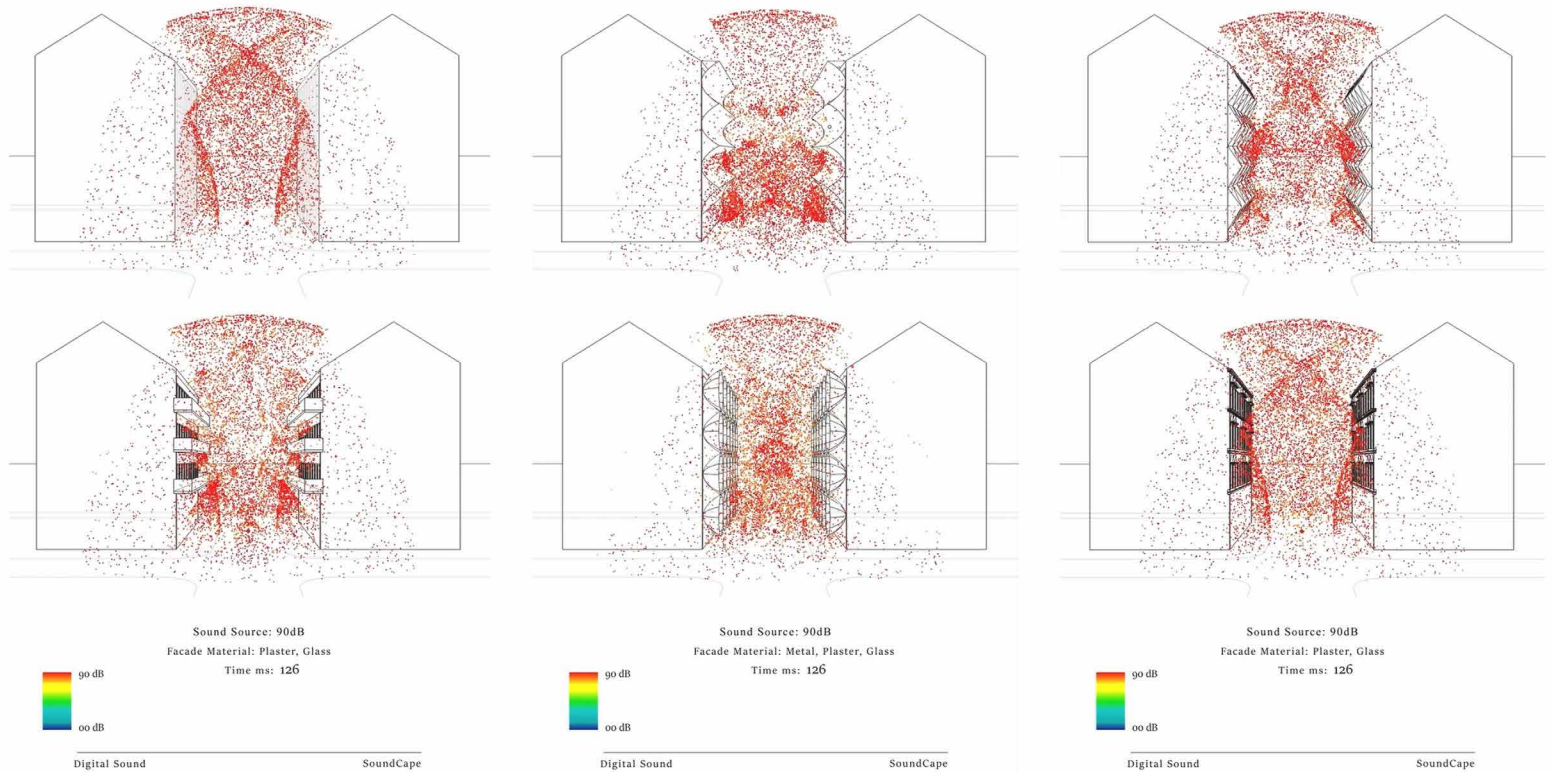 Sound Source: 90dB
Facade Material: Plaster, Glass
Time ms: 126
90 dB
00 dB
Digital Sound
SoundCape
Sound Source: 90dB
Facade Material: Metal, Plaster, Glass
Time ms: 126
90 dB
00 dB
Digital Sound
SoundCape
Sound Source: 90dB
Facade Material: Plaster, Glass
Time ms: 126
90 dB
00 dB
Digital Sound
SoundCape